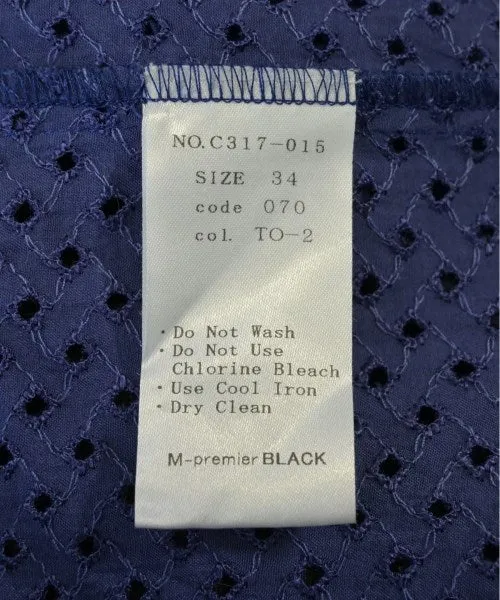 NO.C317-015
SIZE 34
code 070
col. TO-2
・Do Not Wash
・Do Not Use
Chlorine Bleach
・Use Cool Iron
・Dry Clean
M-premier BLACK